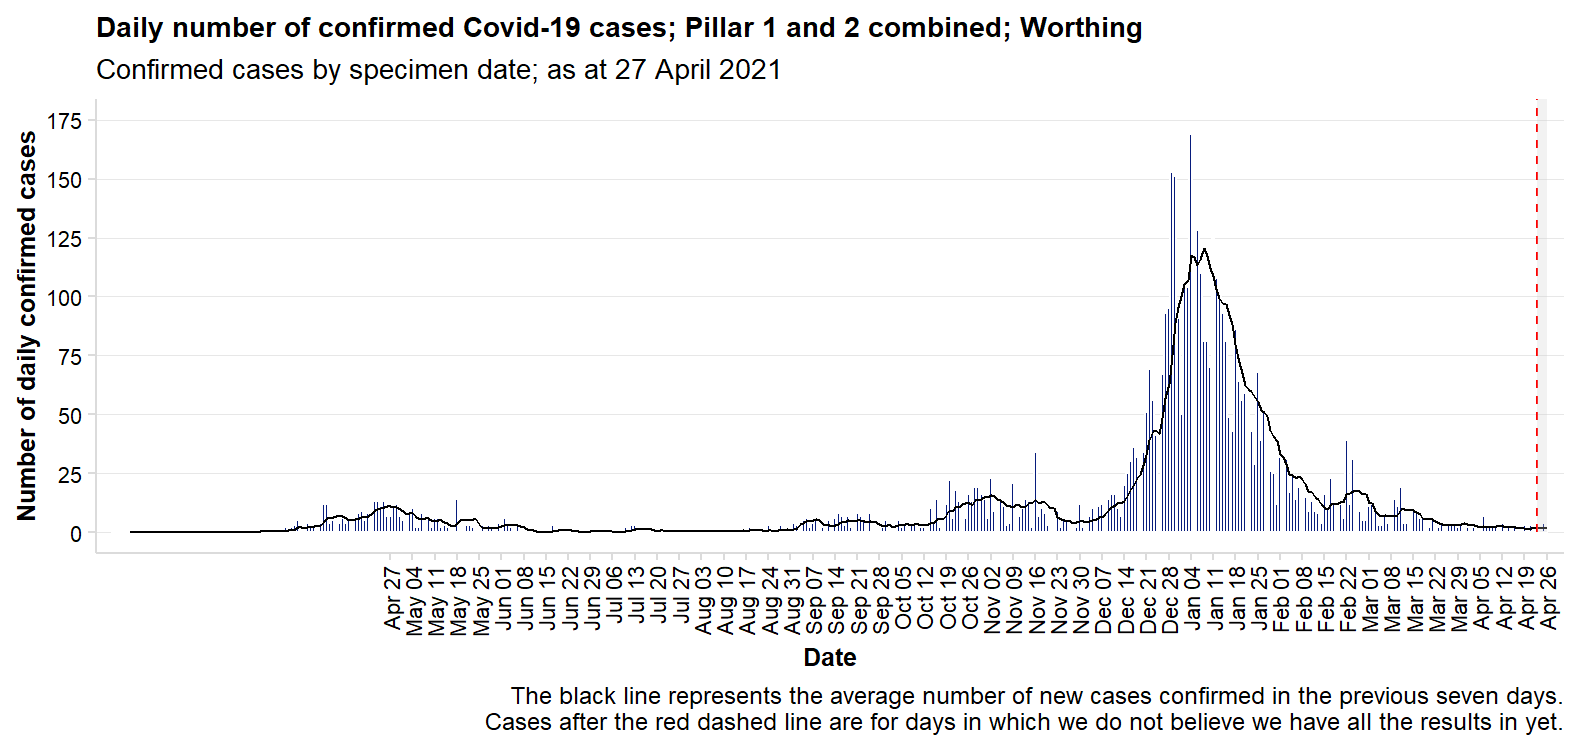 Daily number of confirmed Covid-19 cases; Pillar 1 and 2 combined; Worthing
Confirmed cases by specimen date; as at 27 April 2021
Number of daily confirmed cases
175
150
125
100
75
50
25
0
Apr 27
May 04
May 11
May 18
May 25
Jun 01
Jun 08
Jun 15
Jun 22
Jun 29
Jul 06
Jul 13
Jul 20
Jul 27
Aug 03
Aug 10
Aug 17
Aug 24
Aug 31
Sep 07
Sep 14
Sep 21
Sep 28
Oct 05
Oct 12
Oct 19
Oct 26
Nov 02
Nov 09
Nov 16
Nov 23
Nov 30
Dec 07
Dec 14
Dec 21
Dec 28
Jan 04
Jan 11
Jan 18
Jan 25
Feb 01
Feb 08
Feb 15
Feb 22
Mar 01
Mar 08
Mar 15
Mar 22
Mar 29
Apr 05
Apr 12
Apr 19
Apr 26
Date
The black line represents the average number of new cases confirmed in the previous seven days.
Cases after the red dashed line are for days in which we do not believe we have all the results in yet.